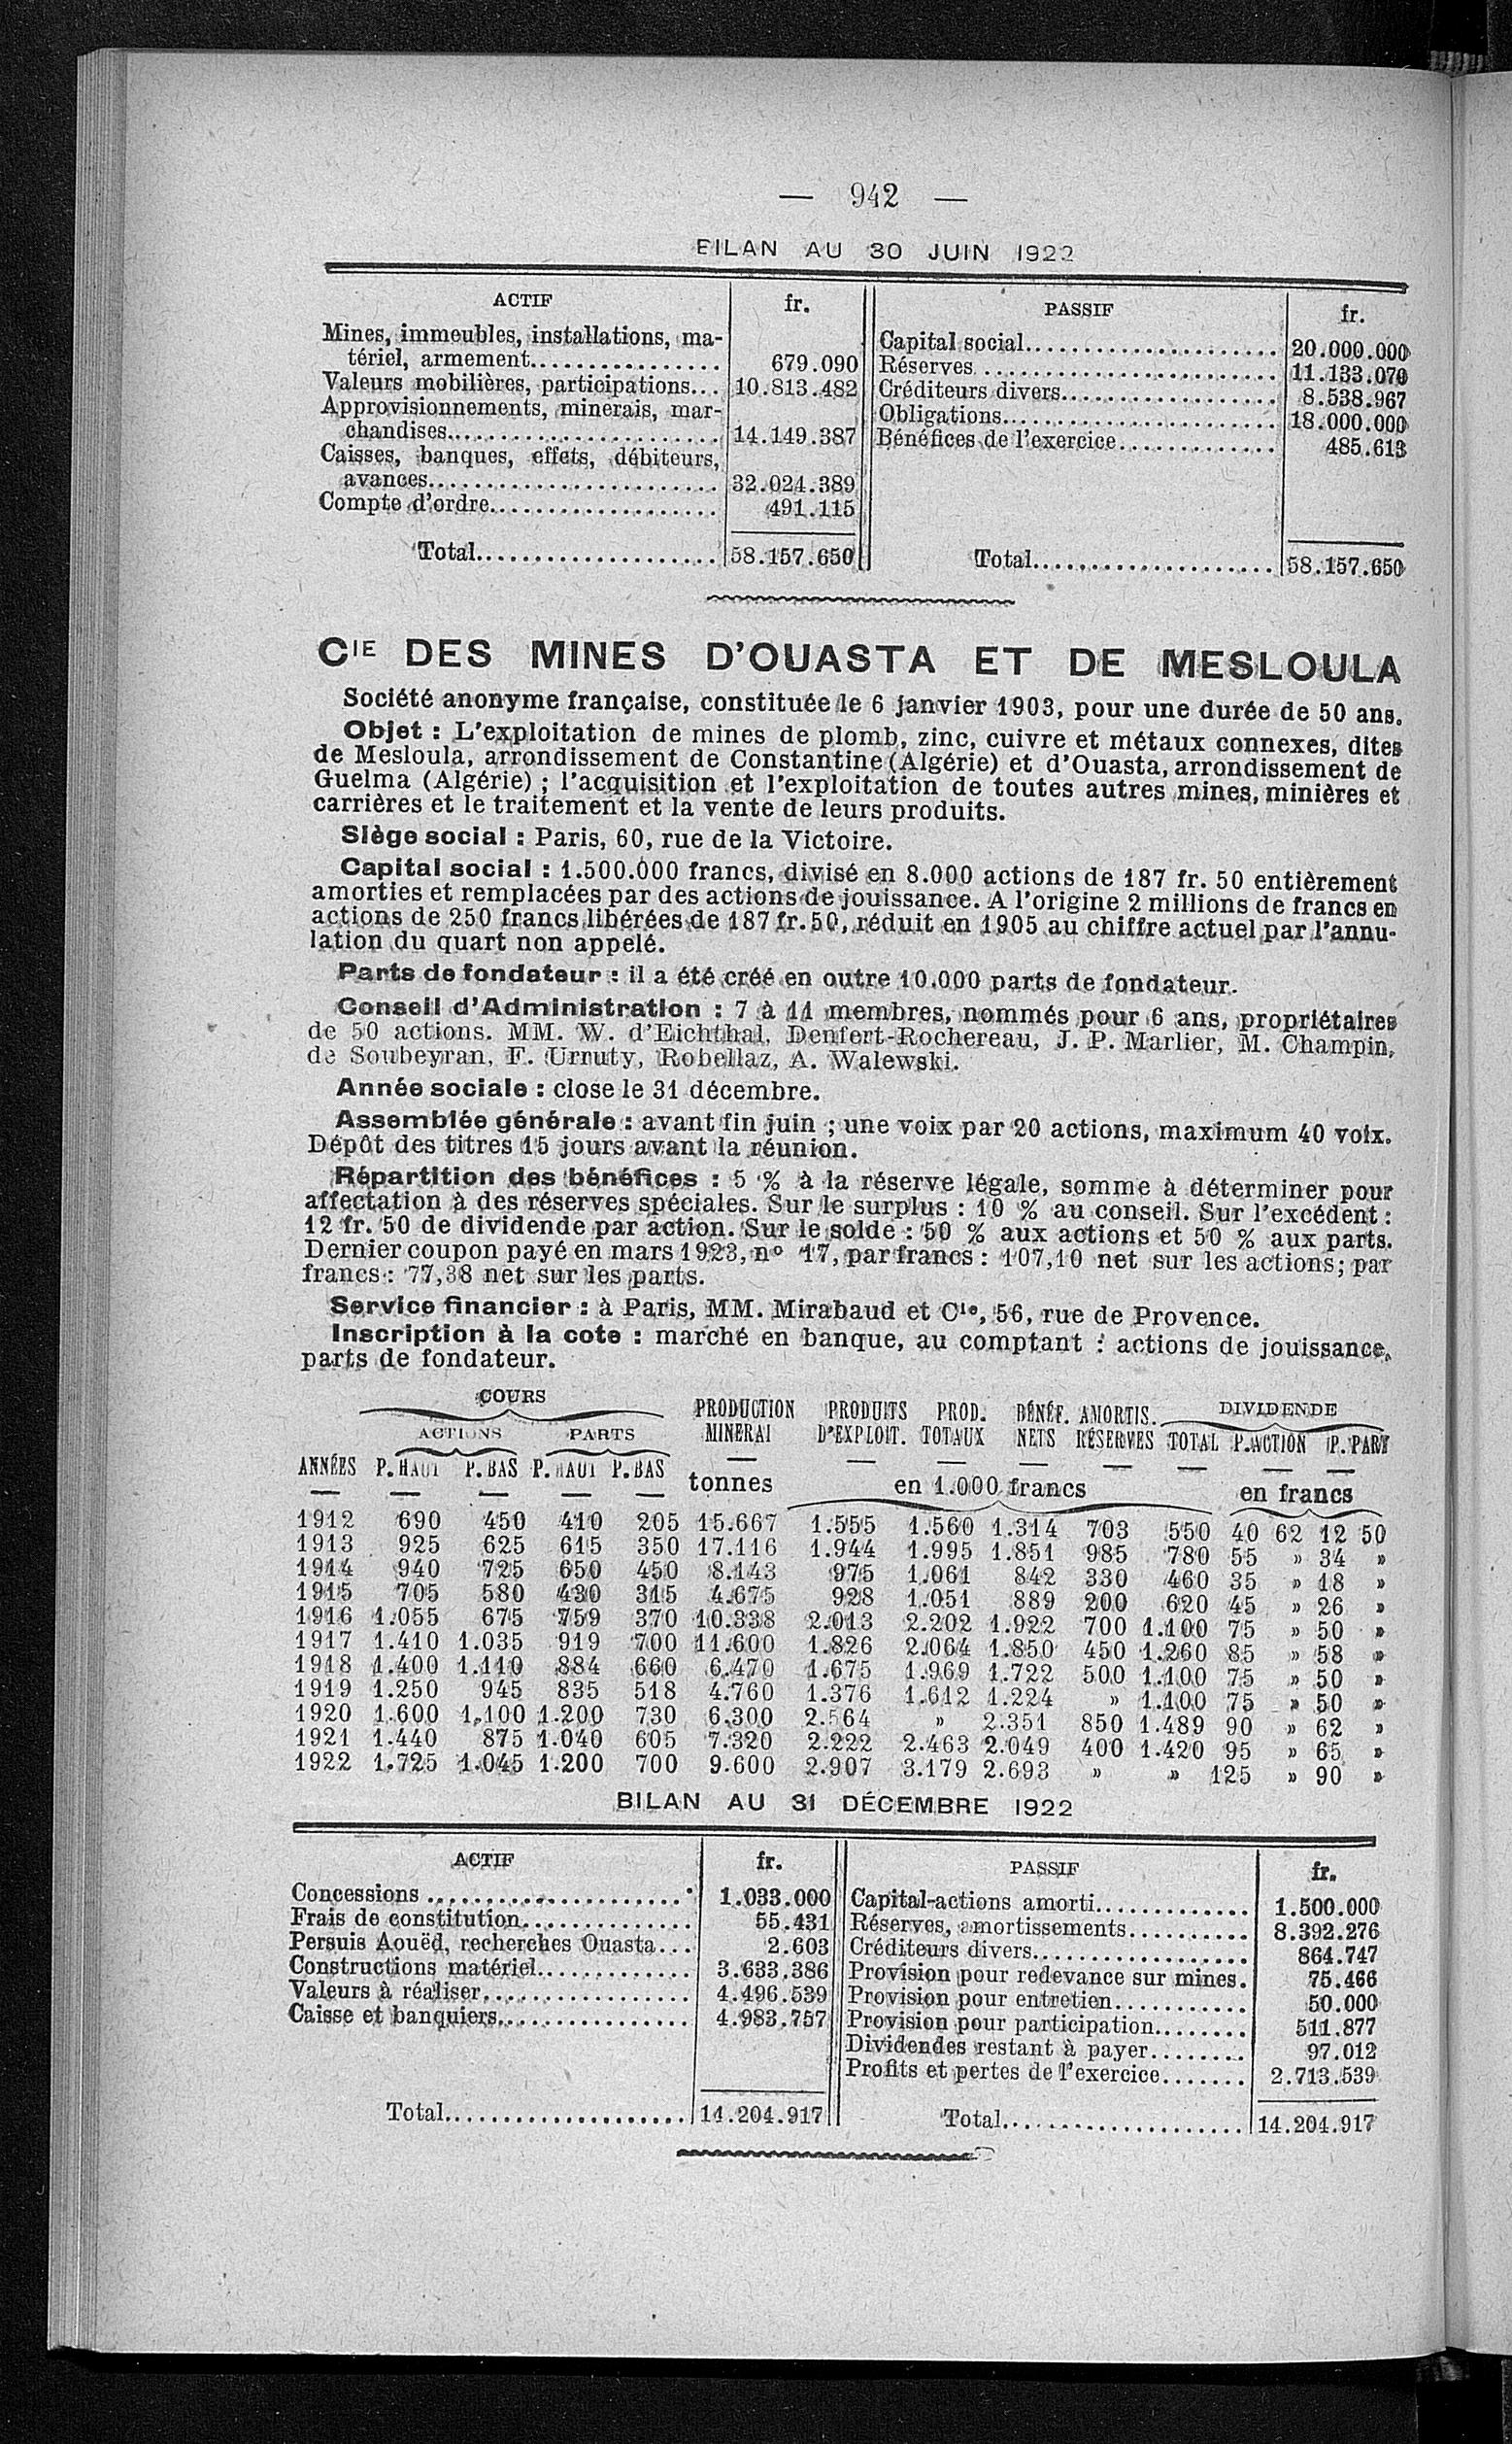 — 942 —
BILAN AU 30 JUIN 1922
ACTIF fr.
Mines, immeubles, installations, ma-
tériel, armement................ 679.090
Valeurs mobilières, participations... 10.813.482
Approvisionnements, minerais, mar-
chandises....................... 14.149.387
Caisses, banques, effets, débiteurs,
avances......................... 32.024.389
Compte d'ordre.................... 491.115
Total..................... 58.157.650
PASSIF fr.
Capital social...................... 20.000.000
Réserves.......................... 11.133.070
Créditeurs divers................... 8.538.967
Obligations........................ 18.000.000
Bénéfices de l'exercice.............. 485.613
Total..................... 58.157.650
CIE DES MINES D'OUASTA ET DE MESLOULA
Société anonyme française, constituée le 6 janvier 1903, pour une durée de 50 ans.
Objet : L'exploitation de mines de plomb, zinc, cuivre et métaux connexes, dites
de Mesloula, arrondissement de Constantine (Algérie) et d'Ouasta, arrondissement de
Guelma (Algérie) ; l'acquisition et l'exploitation de toutes autres mines, minières et
carrières et le traitement et la vente de leurs produits.
Siège social : Paris, 60, rue de la Victoire.
Capital social : 1.500.000 francs, divisé en 8.000 actions de 187 fr. 50 entièrement
amorties et remplacées par des actions de jouissance. A l'origine 2 millions de francs en
actions de 250 francs libérées de 187 fr. 50, réduit en 1905 au chiffre actuel par l'annu-
lation du quart non appelé.
Parts de fondateur : il a été créé en outre 10.000 parts de fondateur.
Conseil d'Administration : 7 à 11 membres, nommés pour 6 ans, propriétaires
de 50 actions. MM. W. d'Eichthal, Denfert-Rochereau, J. P. Marlier, M. Champin,
de Soubeyran, F. Urruty, Robellaz, A. Walewski.
Année sociale : close le 31 décembre.
Assemblée générale : avant fin juin ; une voix par 20 actions, maximum 40 voix.
Dépôt des titres 15 jours avant la réunion.
Répartition des bénéfices : 5 % à la réserve légale, somme à déterminer pour
affectation à des réserves spéciales. Sur le surplus : 10 % au conseil. Sur l'excédent :
12 fr. 50 de dividende par action. Sur le solde : 50 % aux actions et 50 % aux parts.
Dernier coupon payé en mars 1923, no 17, par francs : 107,10 net sur les actions; par
francs : 77,38 net sur les parts.
Service financier : à Paris, MM. Mirabaud et Cie, 56, rue de Provence.
Inscription à la cote : marché en banque, au comptant : actions de jouissance,
parts de fondateur.
COURS PRODUCTION PRODUITS PROD. BÉNÉF. AMORTIS. DIVIDENDE
ACTIONS PARTS MINERAI D'EXPLOIT. TOTAUX NETS RÉSERVES TOTAL P. ACTION P. PART
ANNÉES P. HAUT P. BAS P. HAUT P. BAS tonnes en 1.000 francs en francs
1912 690 450 410 205 15.667 1.555 1.560 1.314 703 550 40 62 12 50
1913 925 625 615 350 17.116 1.944 1.995 1.851 985 780 55 » 34 »
1914 940 725 650 450 8.143 975 1.061 842 330 460 35 » 18 »
1915 705 580 430 315 4.675 928 1.051 889 200 620 45 » 26 »
1916 1.055 675 759 370 10.338 2.013 2.202 1.922 700 1.100 75 » 50 »
1917 1.410 1.035 919 700 11.600 1.826 2.064 1.850 450 1.260 85 » 58 »
1918 1.400 1.110 884 660 6.470 1.675 1.969 1.722 500 1.100 75 » 50 »
1919 1.250 945 835 518 4.760 1.376 1.612 1.224 » 1.100 75 » 50 »
1920 1.600 1.100 1.200 730 6.300 2.564 » 2.351 850 1.489 90 » 62 »
1921 1.440 875 1.040 605 7.320 2.222 2.463 2.049 400 1.420 95 » 65 »
1922 1.725 1.045 1.200 700 9.600 2.907 3.179 2.693 » » 125 » 90 »
BILAN AU 31 DÉCEMBRE 1922
ACTIF fr.
Concessions...................... 1.033.000
Frais de constitution............... 55.431
Persuis Aouëd, recherches Ouasta... 2.603
Constructions matériel.............. 3.633.386
Valeurs à réaliser.................. 4.496.539
Caisse et banquiers................. 4.983.757
Total..................... 14.204.917
PASSIF fr.
Capital-actions amorti............. 1.500.000
Réserves, amortissements.......... 8.392.276
Créditeurs divers................... 864.747
Provision pour redevance sur mines. 75.466
Provision pour entretien........... 50.000
Provision pour participation........ 511.877
Dividendes restant à payer........ 97.012
Profits et pertes de l'exercice....... 2.713.539
Total..................... 14.204.917